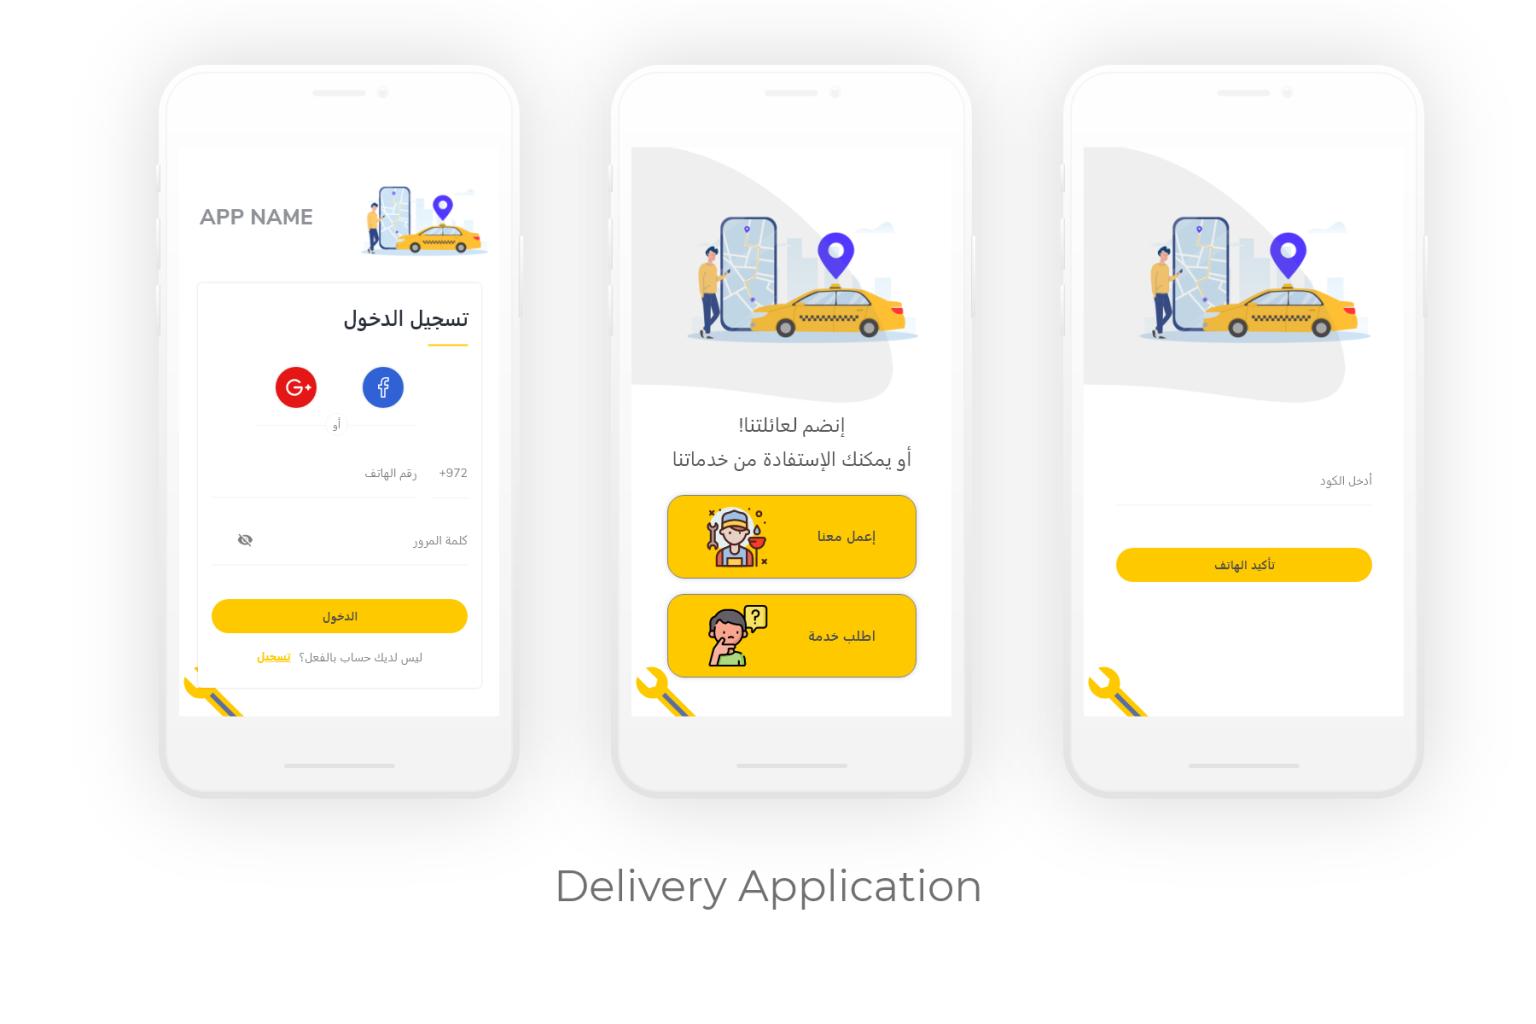 APP NAME
تسجيل الدخول
G+ f
أو
+972 رقم الهاتف
كلمة المرور
الدخول
ليس لديك حساب بالفعل؟ تسجيل
إنضم لعائلتنا!
أو يمكنك الإستفادة من خدماتنا
إعمل معنا
?
اطلب خدمة
أدخل الكود
تأكيد الهاتف
Delivery Application